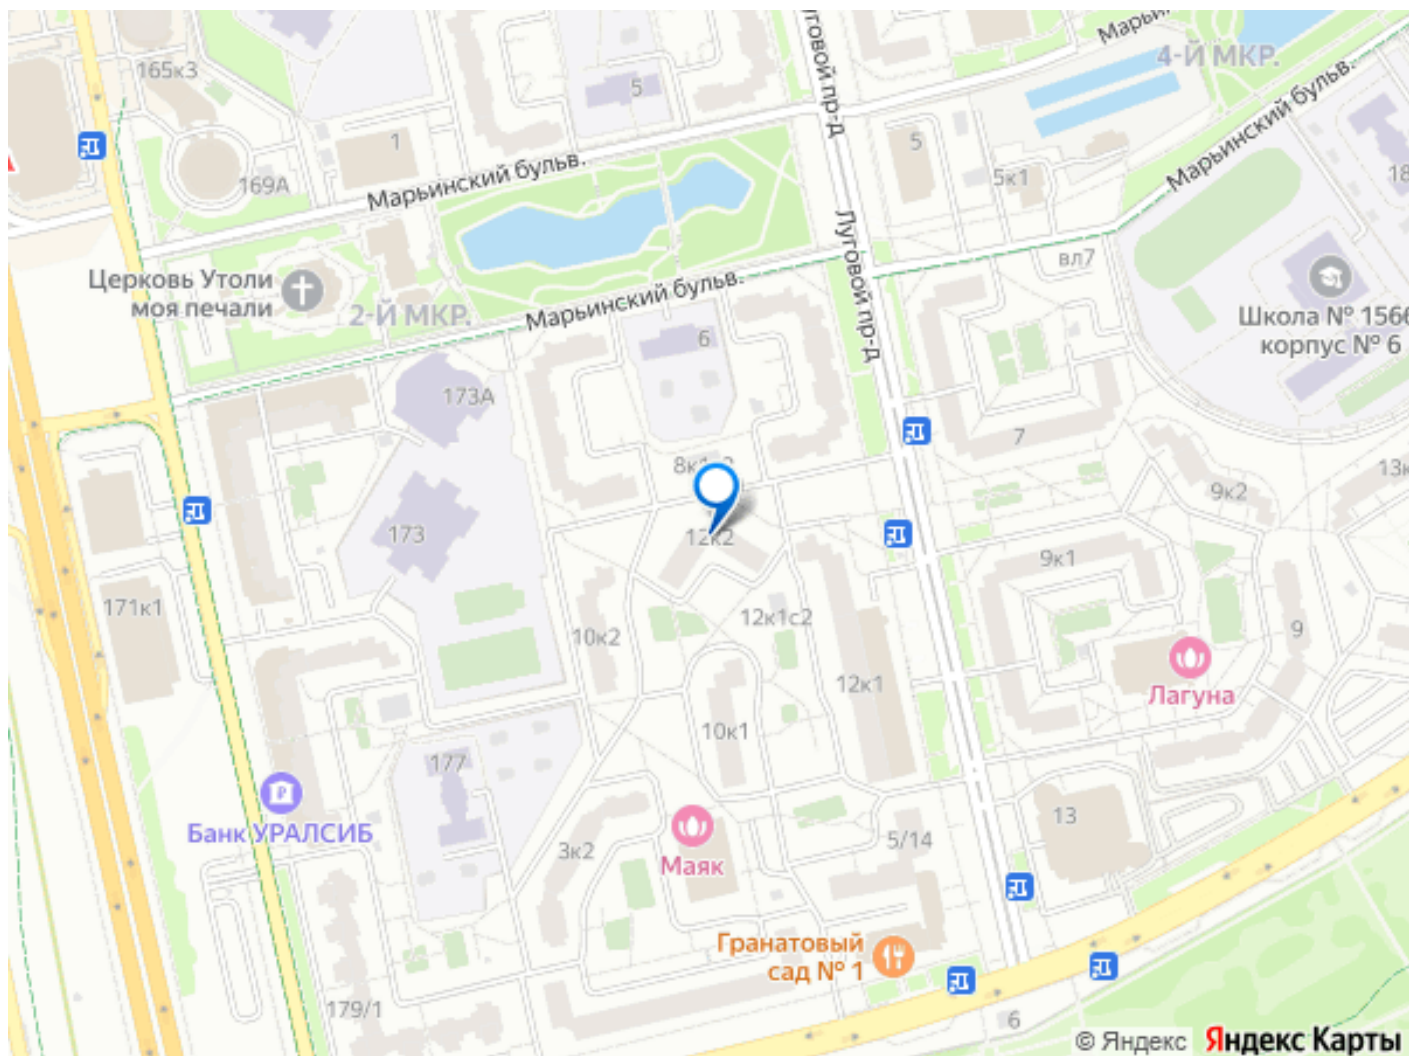 165к3
5
1
169А
Марьинский бульв.
Луговой пр-д
4-Й МКР.
Марьинский бульв.
5
5к1
18
Церковь Утоли
моя печали
2-Й МКР.
Марьинский бульв.
Луговой пр-д
вл7
Школа № 1566
корпус № 6
6
173А
7
9к2
173
12к2
9к1
171к1
10к2
12к1с2
9
12к1
Лагуна
10к1
177
Банк УРАЛСИБ
13
3к2
Маяк
5/14
Гранатовый
сад № 1
179/1
6
© Яндекс Яндекс Карты